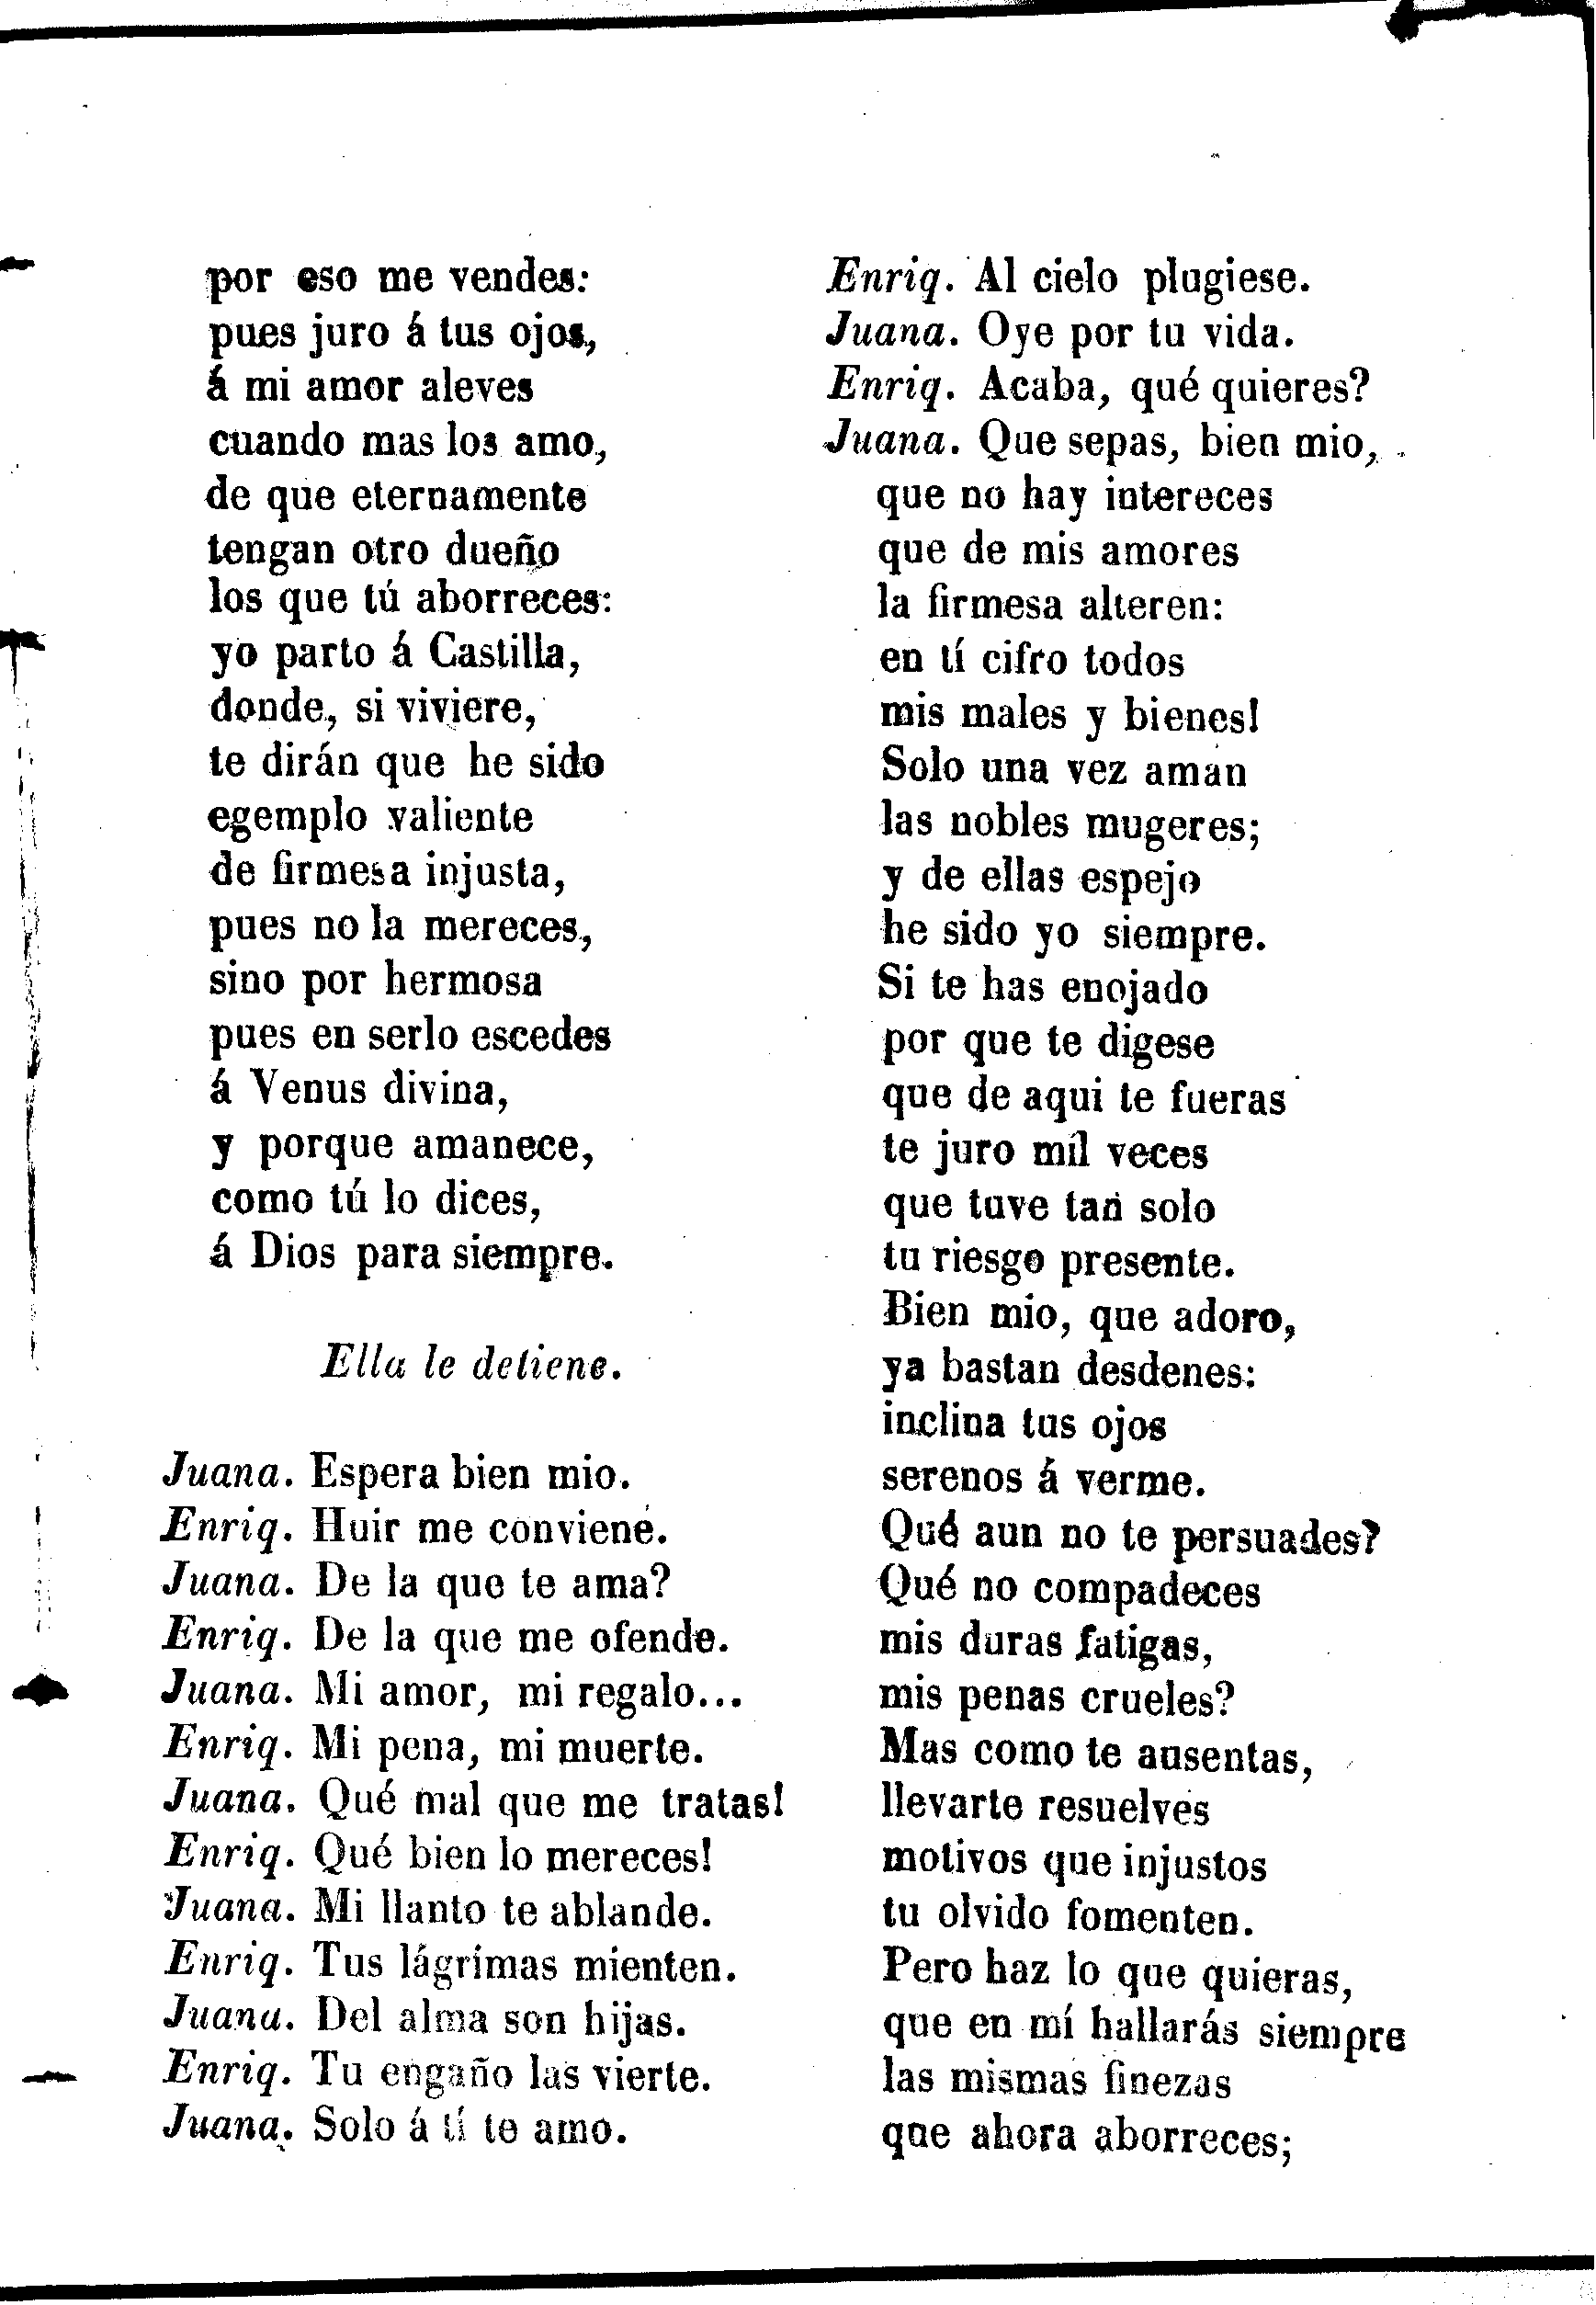 por eso me vendes:
pues juro á tus ojos,
á mi amor aleves
cuando mas los amo,
de que eternamente
tengan otro dueño
los que tú aborreces:
yo parto á Castilla,
donde, si viviere,
te dirán que he sido
egemplo valiente
de firmesa injusta,
pues no la mereces,
sino por hermosa
pues en serlo escedes
á Venus divina,
y porque amanece,
como tú lo dices,
á Dios para siempre.
Ella le detiene.
Juana. Espera bien mio.
Enriq. Huir me conviene.
Juana. De la que te ama?
Enriq. De la que me ofende.
Juana. Mi amor, mi regalo...
Enriq. Mi pena, mi muerte.
Juana. Qué mal que me tratas!
Enriq. Qué bien lo mereces!
Juana. Mi llanto te ablande.
Enriq. Tus lágrimas mienten.
Juana. Del alma son hijas.
Enriq. Tu engaño las vierte.
Juana. Solo á tí te amo.
Enriq. Al cielo plugiese.
Juana. Oye por tu vida.
Enriq. Acaba, qué quieres?
Juana. Que sepas, bien mio,
que no hay intereces
que de mis amores
la firmesa alteren:
en tí cifro todos
mis males y bienes!
Solo una vez aman
las nobles mugeres;
y de ellas espejo
he sido yo siempre.
Si te has enojado
por que te digese
que de aqui te fueras
te juro mil veces
que tuve tan solo
tu riesgo presente.
Bien mio, que adoro,
ya bastan desdenes:
inclina tus ojos
serenos á verme.
Qué aun no te persuades?
Qué no compadeces
mis duras fatigas,
mis penas crueles?
Mas como te ausentas,
llevarte resuelves
motivos que injustos
tu olvido fomenten.
Pero haz lo que quieras,
que en mí hallarás siempre
las mismas finezas
que ahora aborreces;